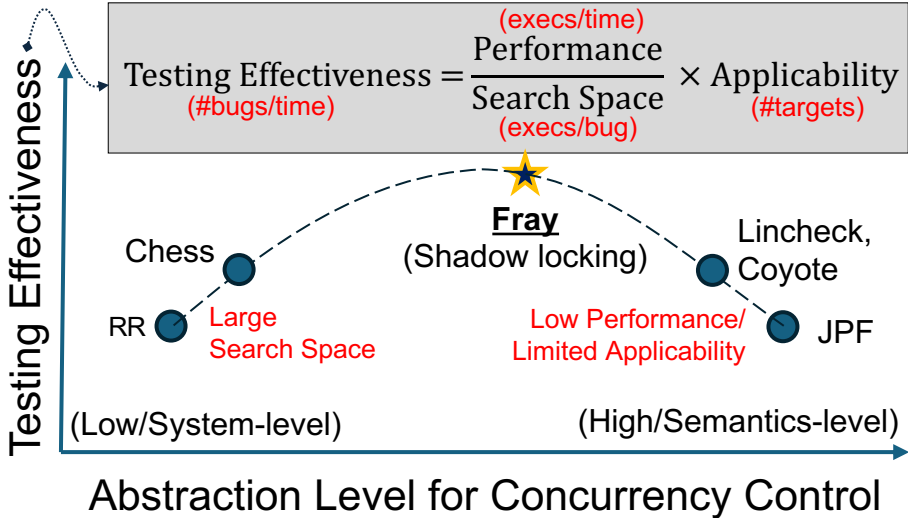 (execs/time)
Performance
Testing Effectiveness = ――― × Applicability
Search Space
(#bugs/time)
(execs/bug)
(#targets)
Testing Effectiveness
Fray
(Shadow locking)
Chess
Lincheck,
Coyote
RR
Large
Search Space
Low Performance/
Limited Applicability
JPF
(Low/System-level)
(High/Semantics-level)
Abstraction Level for Concurrency Control